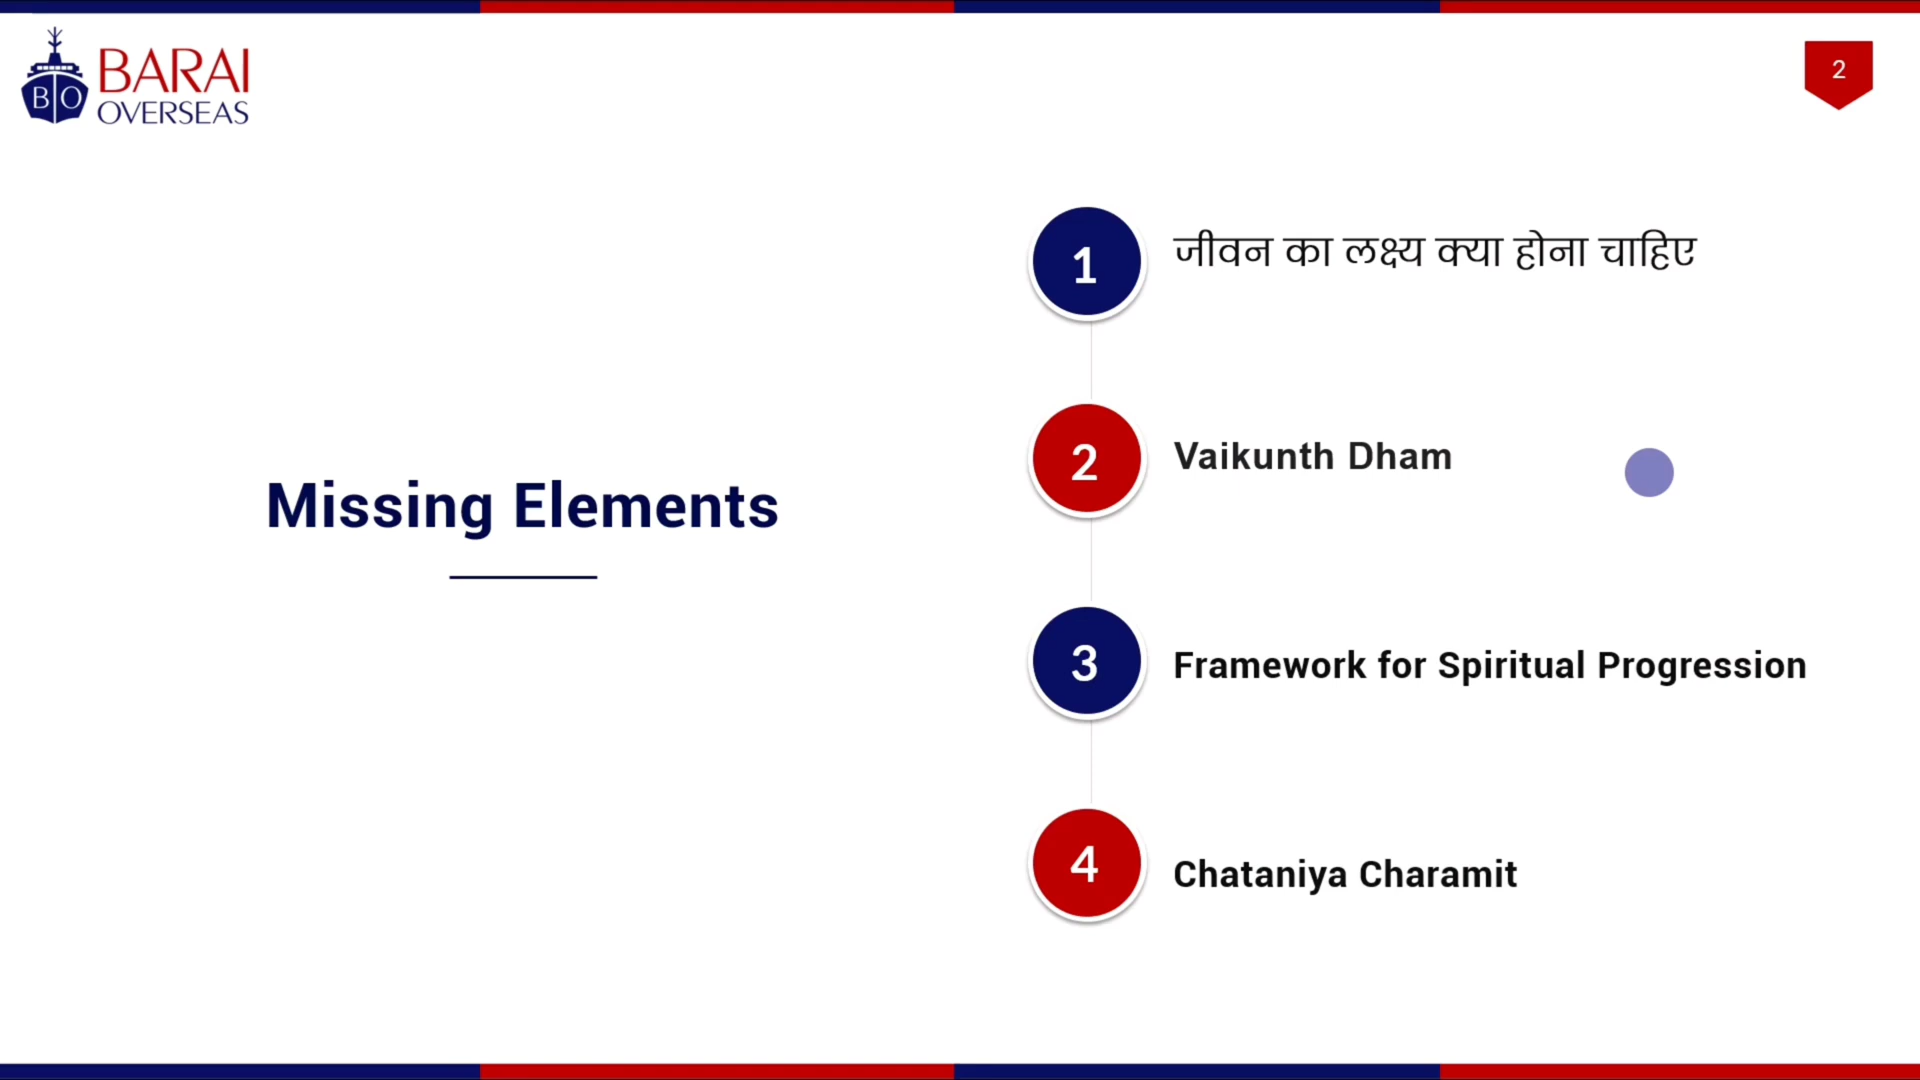 BO
BARAI
OVERSEAS
2
Missing Elements
1
जीवन का लक्ष्य क्या होना चाहिए
2
Vaikunth Dham
3
Framework for Spiritual Progression
4
Chataniya Charamit